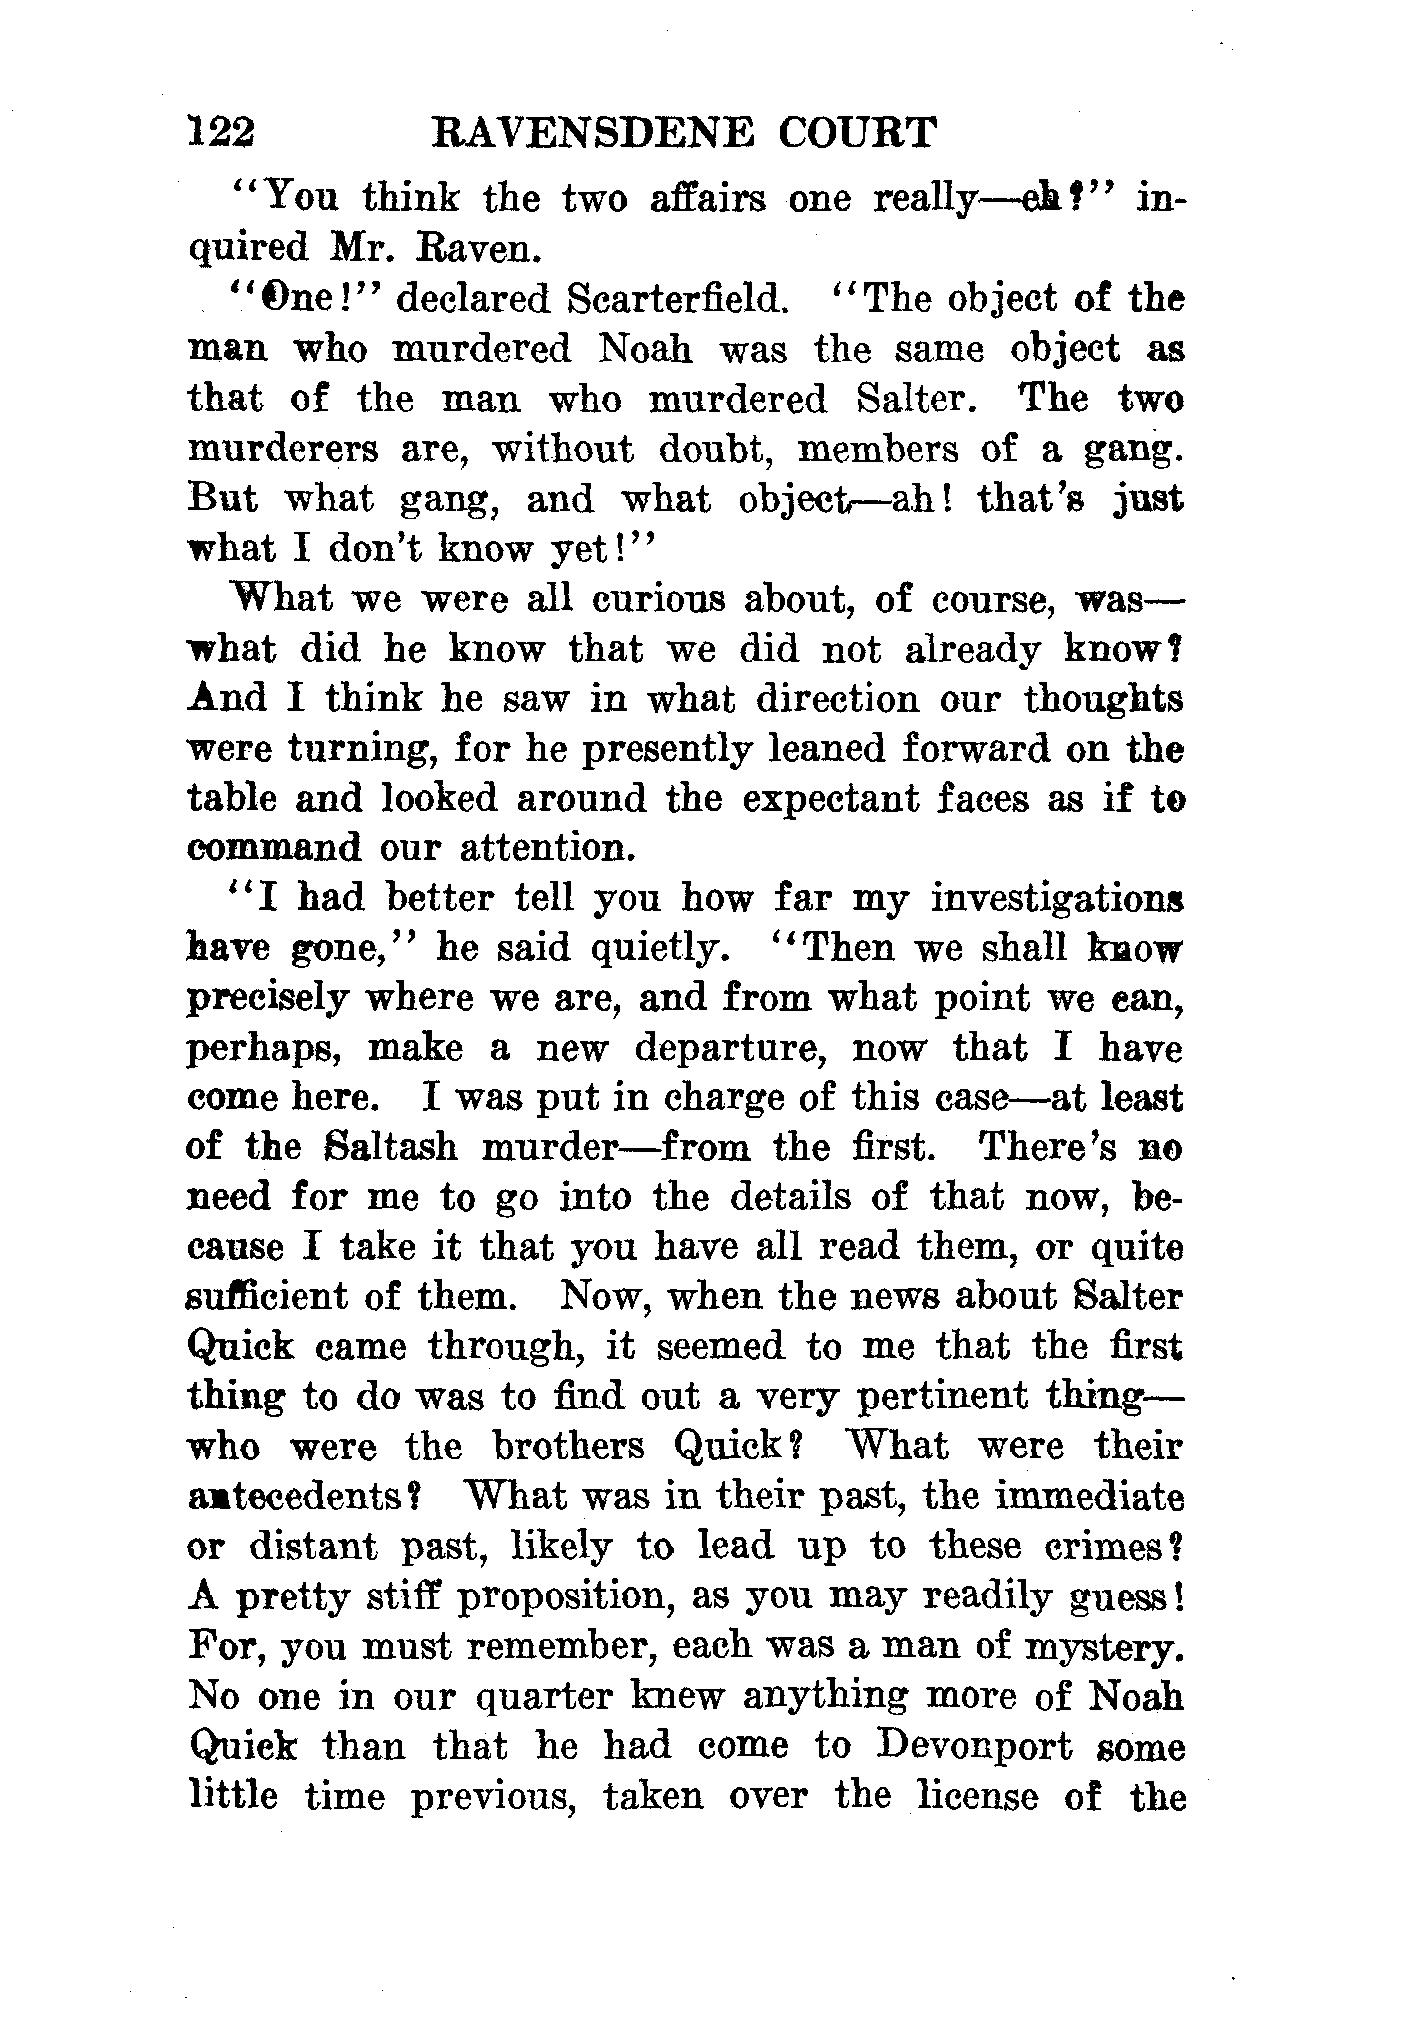 122 RAVENSDENE COURT
"You think the two affairs one really—eh?" in-
quired Mr. Raven.
"One!" declared Scarterfield. "The object of the
man who murdered Noah was the same object as
that of the man who murdered Salter. The two
murderers are, without doubt, members of a gang.
But what gang, and what object—ah! that's just
what I don't know yet!"
What we were all curious about, of course, was—
what did he know that we did not already know?
And I think he saw in what direction our thoughts
were turning, for he presently leaned forward on the
table and looked around the expectant faces as if to
command our attention.
"I had better tell you how far my investigations
have gone," he said quietly. "Then we shall know
precisely where we are, and from what point we can,
perhaps, make a new departure, now that I have
come here. I was put in charge of this case—at least
of the Saltash murder—from the first. There's no
need for me to go into the details of that now, be-
cause I take it that you have all read them, or quite
sufficient of them. Now, when the news about Salter
Quick came through, it seemed to me that the first
thing to do was to find out a very pertinent thing—
who were the brothers Quick? What were their
antecedents? What was in their past, the immediate
or distant past, likely to lead up to these crimes?
A pretty stiff proposition, as you may readily guess!
For, you must remember, each was a man of mystery.
No one in our quarter knew anything more of Noah
Quick than that he had come to Devonport some
little time previous, taken over the license of the